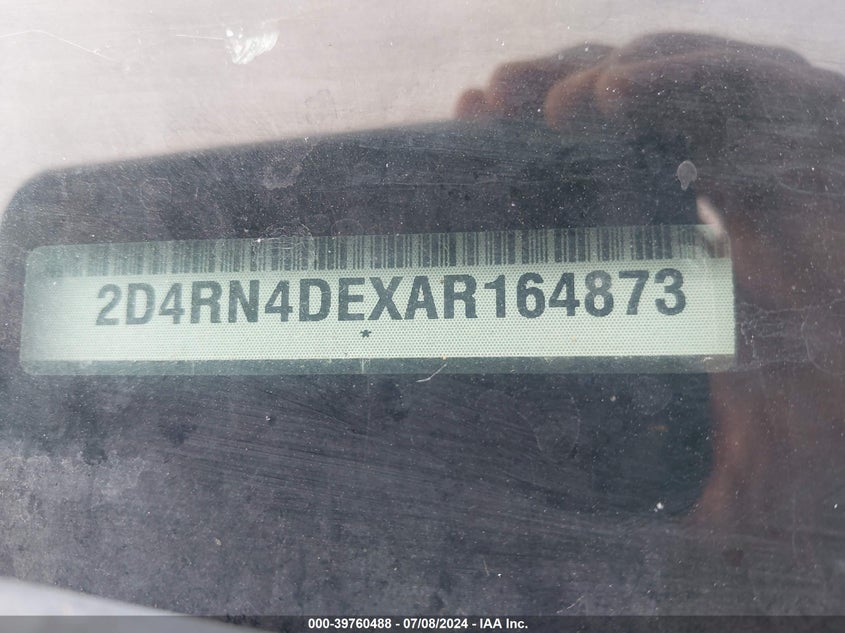 2D4RN4DEXAR164873
*
000-39760488 - 07/08/2024 - IAA Inc.